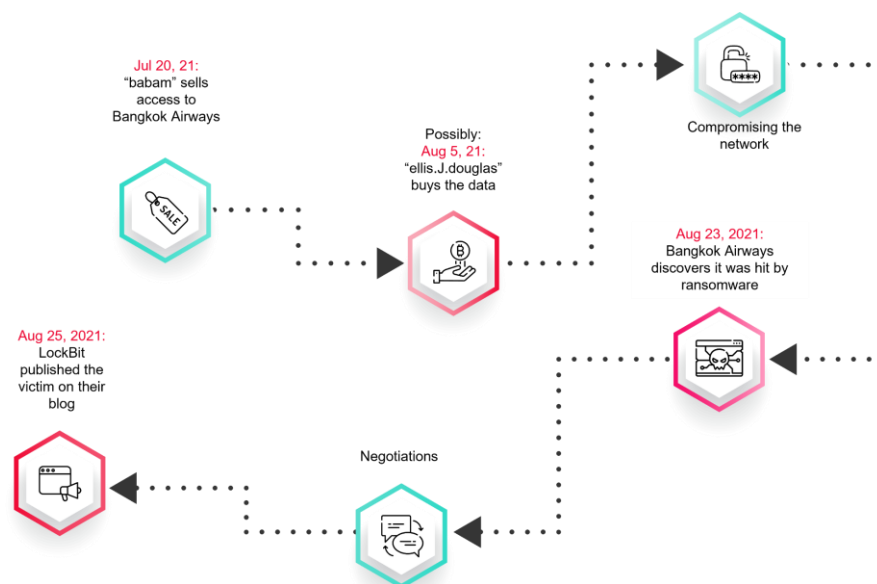 Jul 20, 21:
“babam” sells
access to
Bangkok Airways
SALE
Possibly:
Aug 5, 21:
“ellis.J.douglas”
buys the data
****
Compromising the
network
Aug 23, 2021:
Bangkok Airways
discovers it was hit by
ransomware
Negotiations
Aug 25, 2021:
LockBit
published the
victim on their
blog